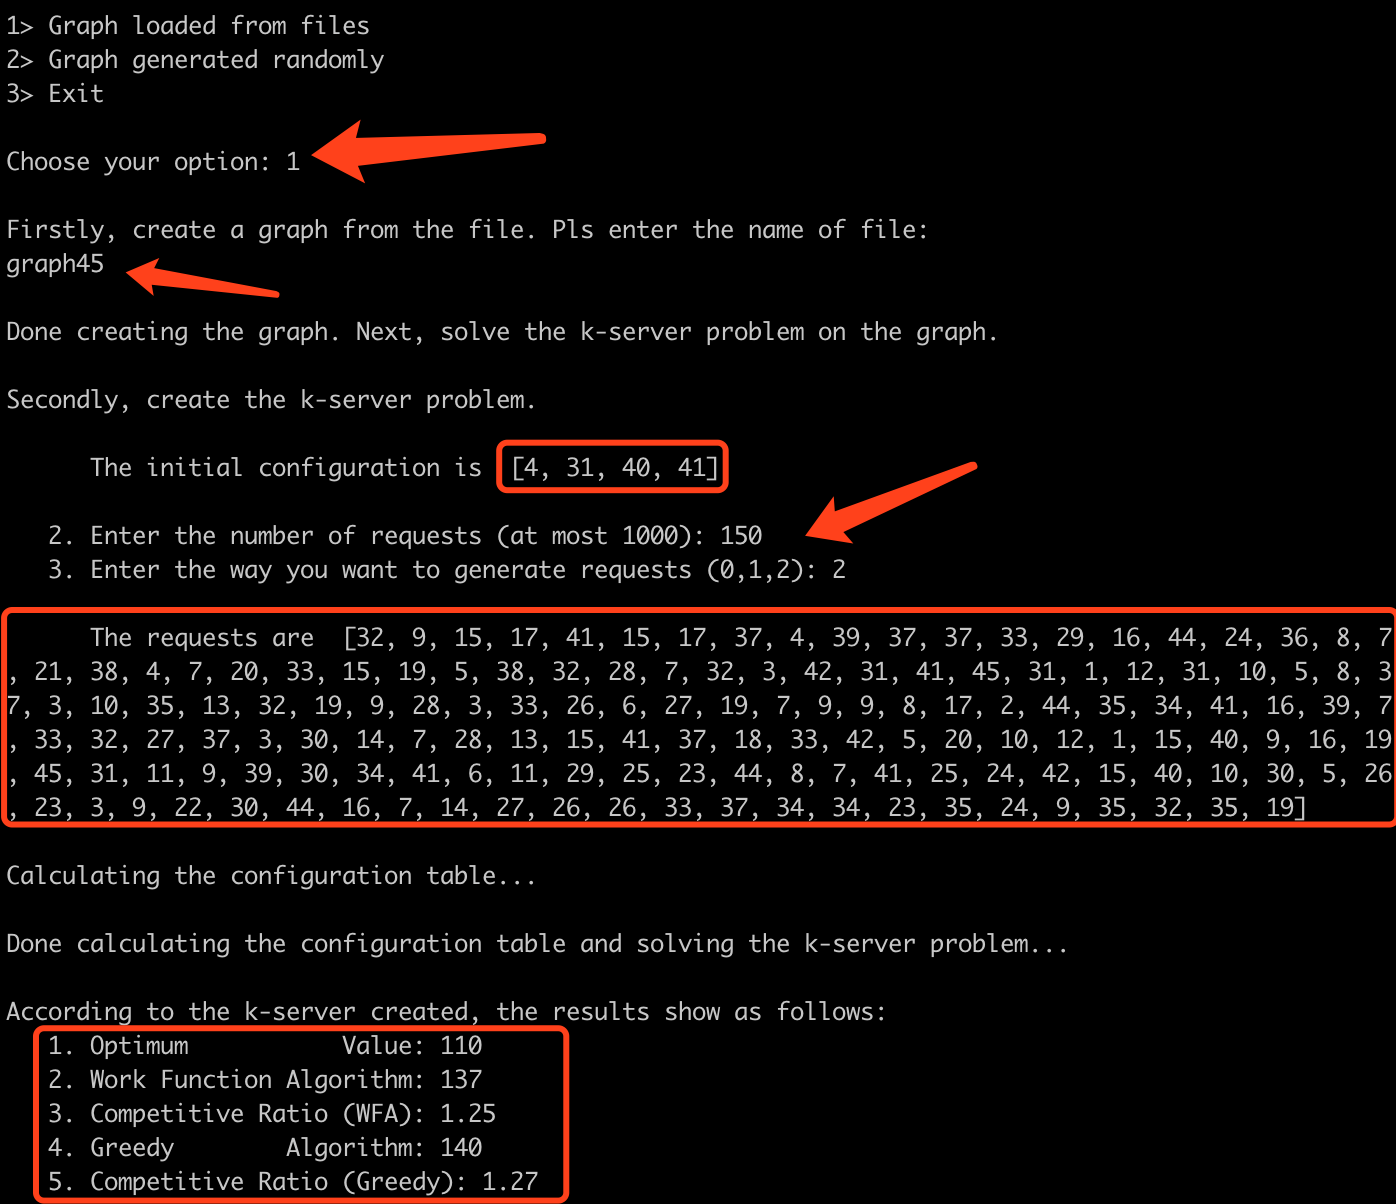 1> Graph loaded from files
2> Graph generated randomly
3> Exit
Choose your option: 1
Firstly, create a graph from the file. Pls enter the name of file:
graph45
Done creating the graph. Next, solve the k-server problem on the graph.
Secondly, create the k-server problem.
The initial configuration is [4, 31, 40, 41]
2. Enter the number of requests (at most 1000): 150
3. Enter the way you want to generate requests (0,1,2): 2
The requests are [32, 9, 15, 17, 41, 15, 17, 37, 4, 39, 37, 37, 33, 29, 16, 44, 24, 36, 8, 7
, 21, 38, 4, 7, 20, 33, 15, 19, 5, 38, 32, 28, 7, 32, 3, 42, 31, 41, 45, 31, 1, 12, 31, 10, 5, 8, 3
7, 3, 10, 35, 13, 32, 19, 9, 28, 3, 33, 26, 6, 27, 19, 7, 9, 9, 8, 17, 2, 44, 35, 34, 41, 16, 39, 7
, 33, 32, 27, 37, 3, 30, 14, 7, 28, 13, 15, 41, 37, 18, 33, 42, 5, 20, 10, 12, 1, 15, 40, 9, 16, 19
, 45, 31, 11, 9, 39, 30, 34, 41, 6, 11, 29, 25, 23, 44, 8, 7, 41, 25, 24, 42, 15, 40, 10, 30, 5, 26
, 23, 3, 9, 22, 30, 44, 16, 7, 14, 27, 26, 26, 33, 37, 34, 34, 23, 35, 24, 9, 35, 32, 35, 19]
Calculating the configuration table...
Done calculating the configuration table and solving the k-server problem...
According to the k-server created, the results show as follows:
1. Optimum Value: 110
2. Work Function Algorithm: 137
3. Competitive Ratio (WFA): 1.25
4. Greedy Algorithm: 140
5. Competitive Ratio (Greedy): 1.27